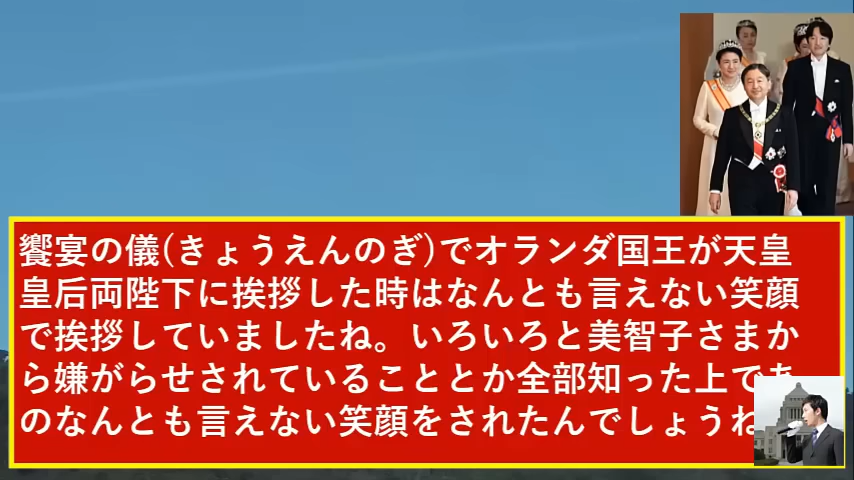 饗宴の儀(きょうえんのぎ)でオランダ国王が天皇
皇后両陛下に挨拶した時はなんとも言えない笑顔
で挨拶していましたね。いろいろと美智子さまか
ら嫌がらせされていることとか全部知った上で
のなんとも言えない笑顔をされたんでしょうね